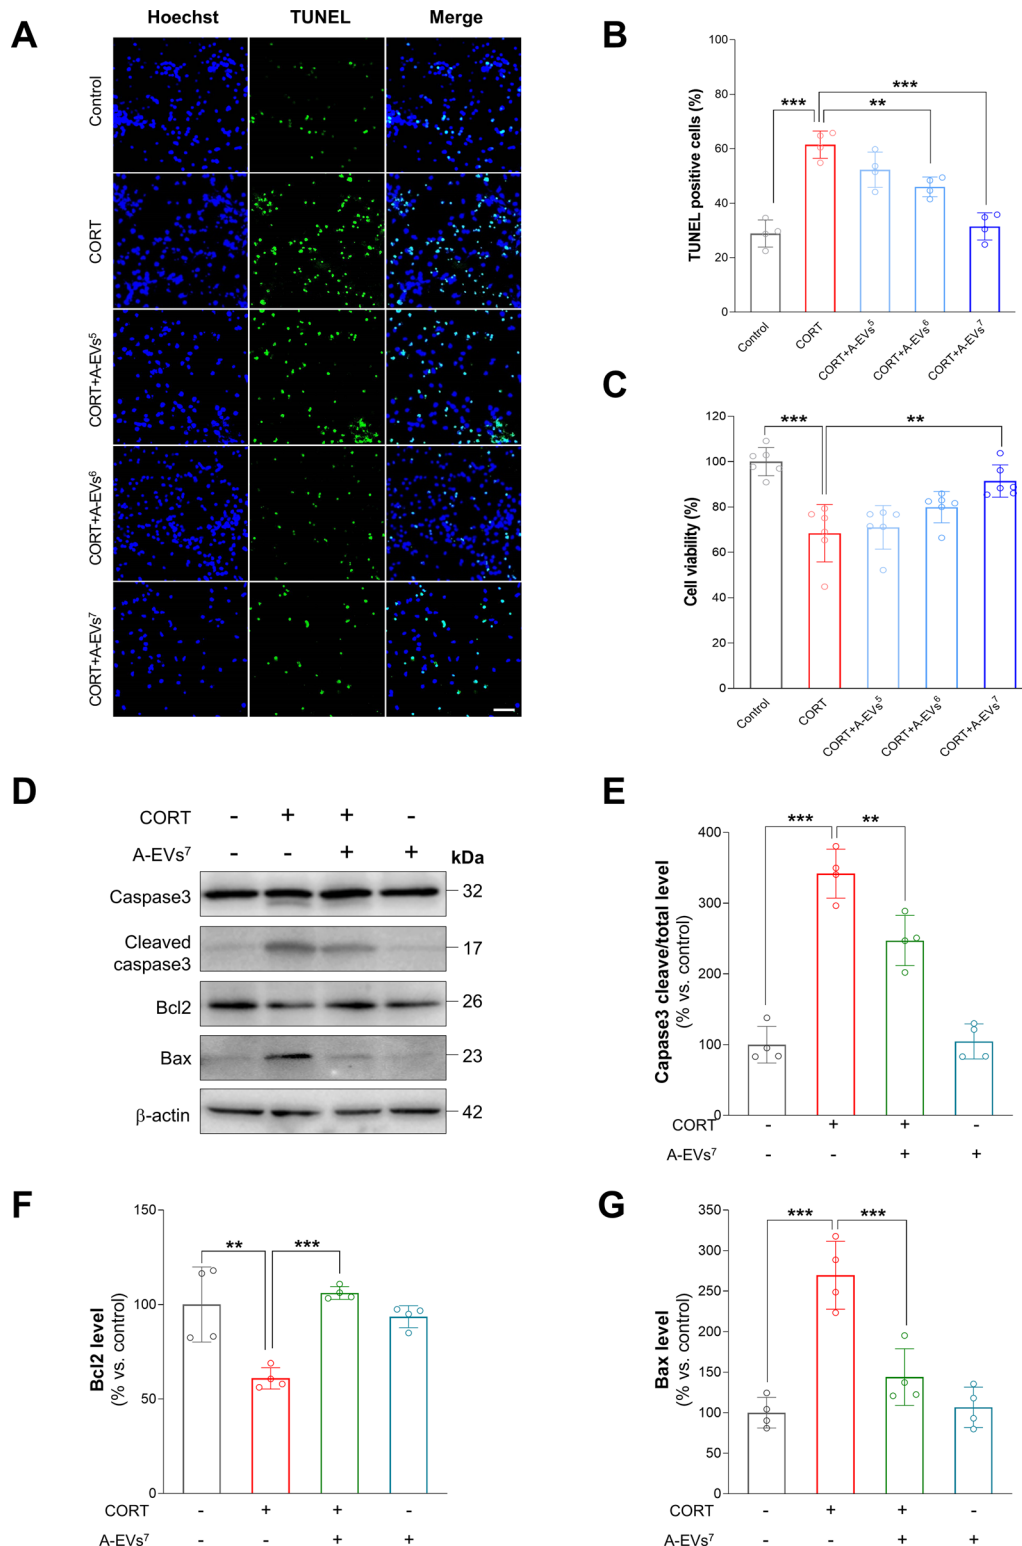 A
Hoechst TUNEL Merge
Control
CORT
CORT+A-EVs⁵
CORT+A-EVs⁶
CORT+A-EVs⁷
B
TUNEL positive cells (%)
100
80
60
40
20
0
*** ** ***
Control CORT CORT+A-EVs⁵ CORT+A-EVs⁶ CORT+A-EVs⁷
C
Cell viability (%)
120
100
80
60
40
20
0
*** **
Control CORT CORT+A-EVs⁵ CORT+A-EVs⁶ CORT+A-EVs⁷
D
CORT - + + -
A-EVs⁷ - - + + kDa
Caspase3 32
Cleaved
caspase3 17
Bcl2 26
Bax 23
β-actin 42
E
Capase3 cleave/total level
(% vs. control)
400
300
200
100
0
*** **
CORT - + + -
A-EVs⁷ - - + +
F
Bcl2 level
(% vs. control)
150
100
50
0
** ***
CORT - + + -
A-EVs⁷ - - + +
G
Bax level
(% vs. control)
350
300
250
200
150
100
50
0
*** ***
CORT - + + -
A-EVs⁷ - - + +